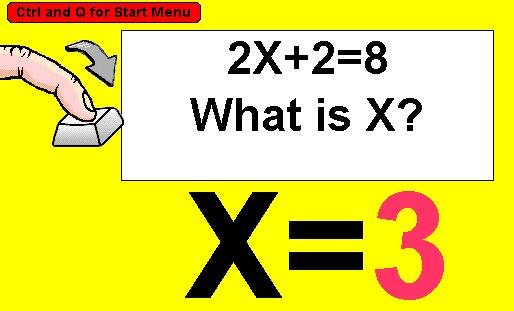 Ctrl and Q for Start Menu
2X+2=8
What is X?
X=3